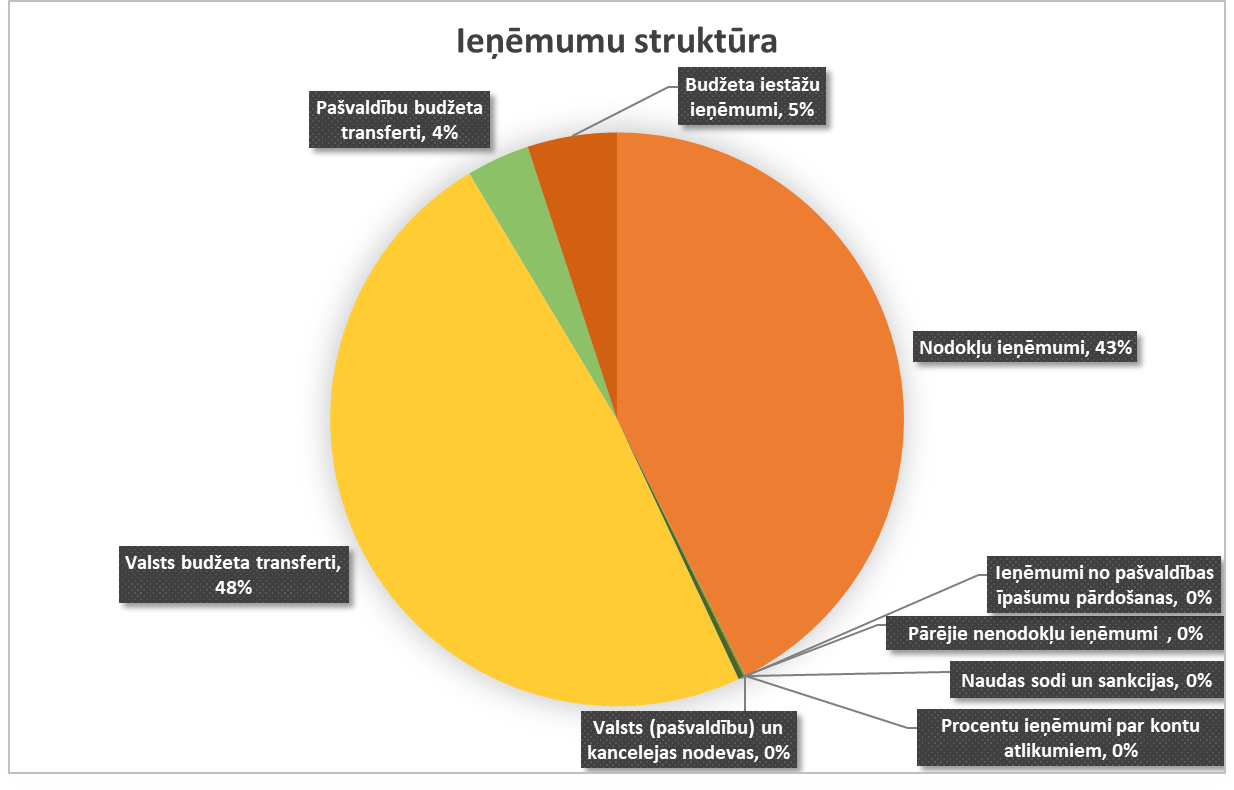 Ieņēmumu struktūra
Budžeta iestāžu
ieņēmumi, 5%
Pašvaldību budžeta
transferti, 4%
Nodokļu ieņēmumi, 43%
Valsts budžeta transferti,
48%
Ieņēmumi no pašvaldības
īpašumu pārdošanas, 0%
Pārējie nenodokļu ieņēmumi , 0%
Naudas sodi un sankcijas, 0%
Procentu ieņēmumi par kontu
atlikumiem, 0%
Valsts (pašvaldību) un
kancelejas nodevas, 0%